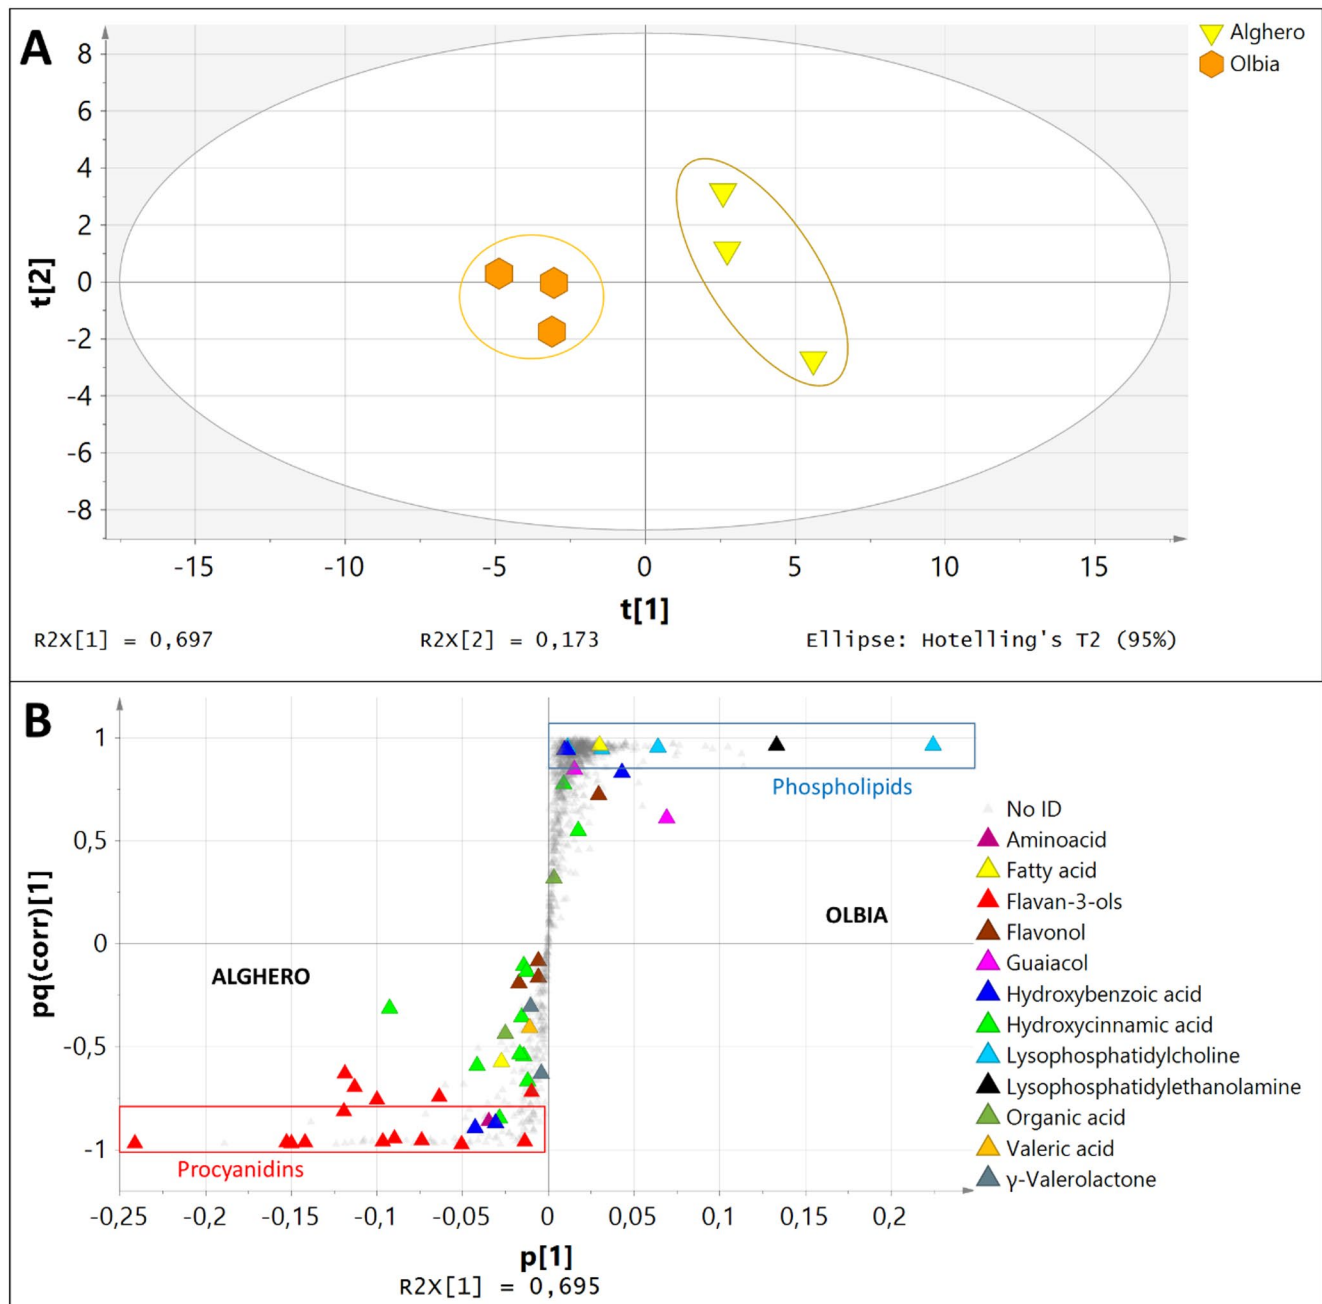 A
Alghero
Olbia
8
6
4
2
0
-2
-4
-6
-8
t[2]
-15
-10
-5
0
5
10
15
t[1]
R2X[1] = 0,697
R2X[2] = 0,173
Ellipse: Hotelling's T2 (95%)
B
1
0,5
0
-0,5
-1
pq(corr)[1]
Phospholipids
OLBIA
ALGHERO
Procyanidins
No ID
Aminoacid
Fatty acid
Flavan-3-ols
Flavonol
Guaiacol
Hydroxybenzoic acid
Hydroxycinnamic acid
Lysophosphatidylcholine
Lysophosphatidylethanolamine
Organic acid
Valeric acid
γ-Valerolactone
-0,25
-0,2
-0,15
-0,1
-0,05
0
0,05
0,1
0,15
0,2
p[1]
R2X[1] = 0,695